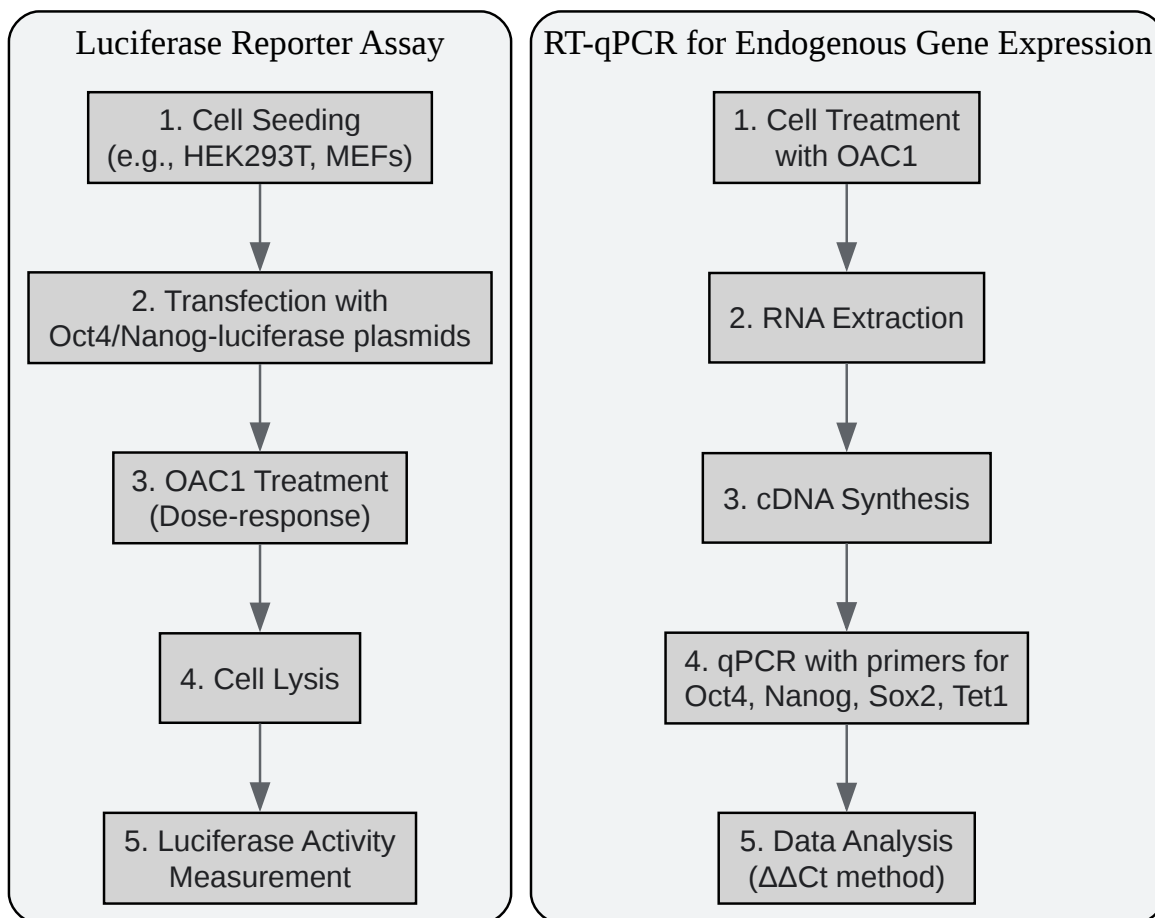 Luciferase Reporter Assay
1. Cell Seeding
(e.g., HEK293T, MEFs)
2. Transfection with
Oct4/Nanog-luciferase plasmids
3. OAC1 Treatment
(Dose-response)
4. Cell Lysis
5. Luciferase Activity
Measurement
RT-qPCR for Endogenous Gene Expression
1. Cell Treatment
with OAC1
2. RNA Extraction
3. cDNA Synthesis
4. qPCR with primers for
Oct4, Nanog, Sox2, Tet1
5. Data Analysis
(ΔΔCt method)